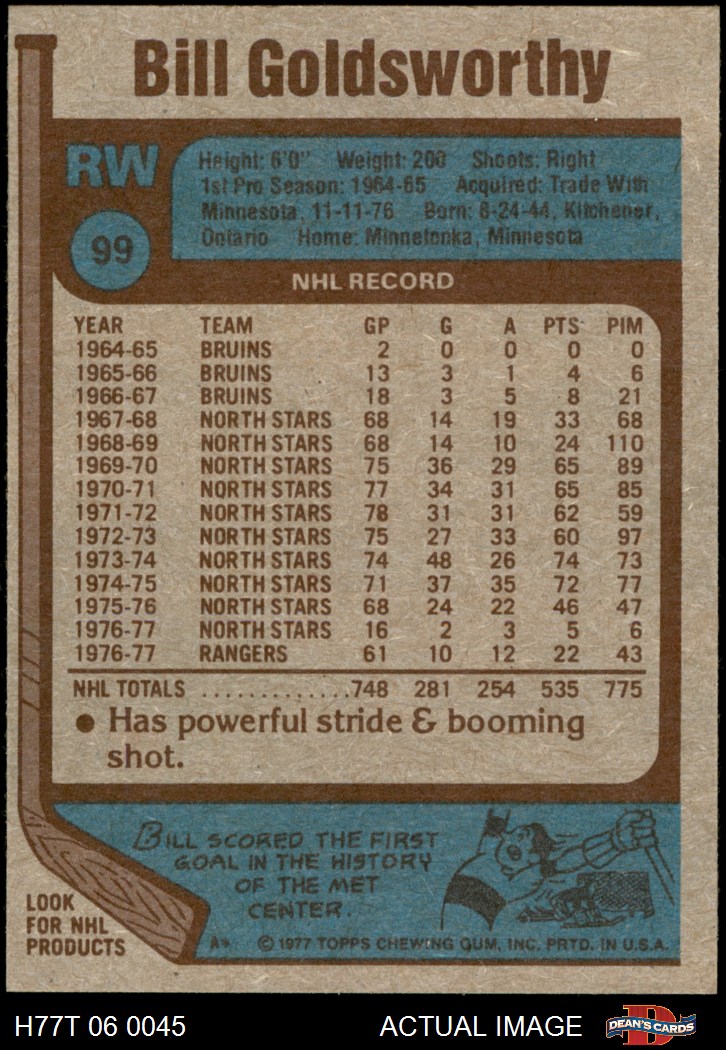 Bill Goldsworthy
RW
99
Height: 6'0" Weight: 200 Shoots: Right
1st Pro Season: 1964-65 Acquired: Trade With
Minnesota, 11-11-76 Born: 8-24-44, Kitchener,
Ontario Home: Minnetonka, Minnesota
NHL RECORD
YEAR TEAM GP G A PTS PIM
1964-65 BRUINS 2 0 0 0 0
1965-66 BRUINS 13 3 1 4 6
1966-67 BRUINS 18 3 5 8 21
1967-68 NORTH STARS 68 14 19 33 68
1968-69 NORTH STARS 68 14 10 24 110
1969-70 NORTH STARS 75 36 29 65 89
1970-71 NORTH STARS 77 34 31 65 85
1971-72 NORTH STARS 78 31 31 62 59
1972-73 NORTH STARS 75 27 33 60 97
1973-74 NORTH STARS 74 48 26 74 73
1974-75 NORTH STARS 71 37 35 72 77
1975-76 NORTH STARS 68 24 22 46 47
1976-77 NORTH STARS 16 2 3 5 6
1976-77 RANGERS 61 10 12 22 43
NHL TOTALS .............748 281 254 535 775
● Has powerful stride & booming
shot.
BILL SCORED THE FIRST
GOAL IN THE HISTORY
OF THE MET
CENTER.
LOOK
FOR NHL
PRODUCTS
A* © 1977 TOPPS CHEWING GUM, INC. PRTD. IN U.S.A.
H77T 06 0045 ACTUAL IMAGE
D
DEAN'S CARDS